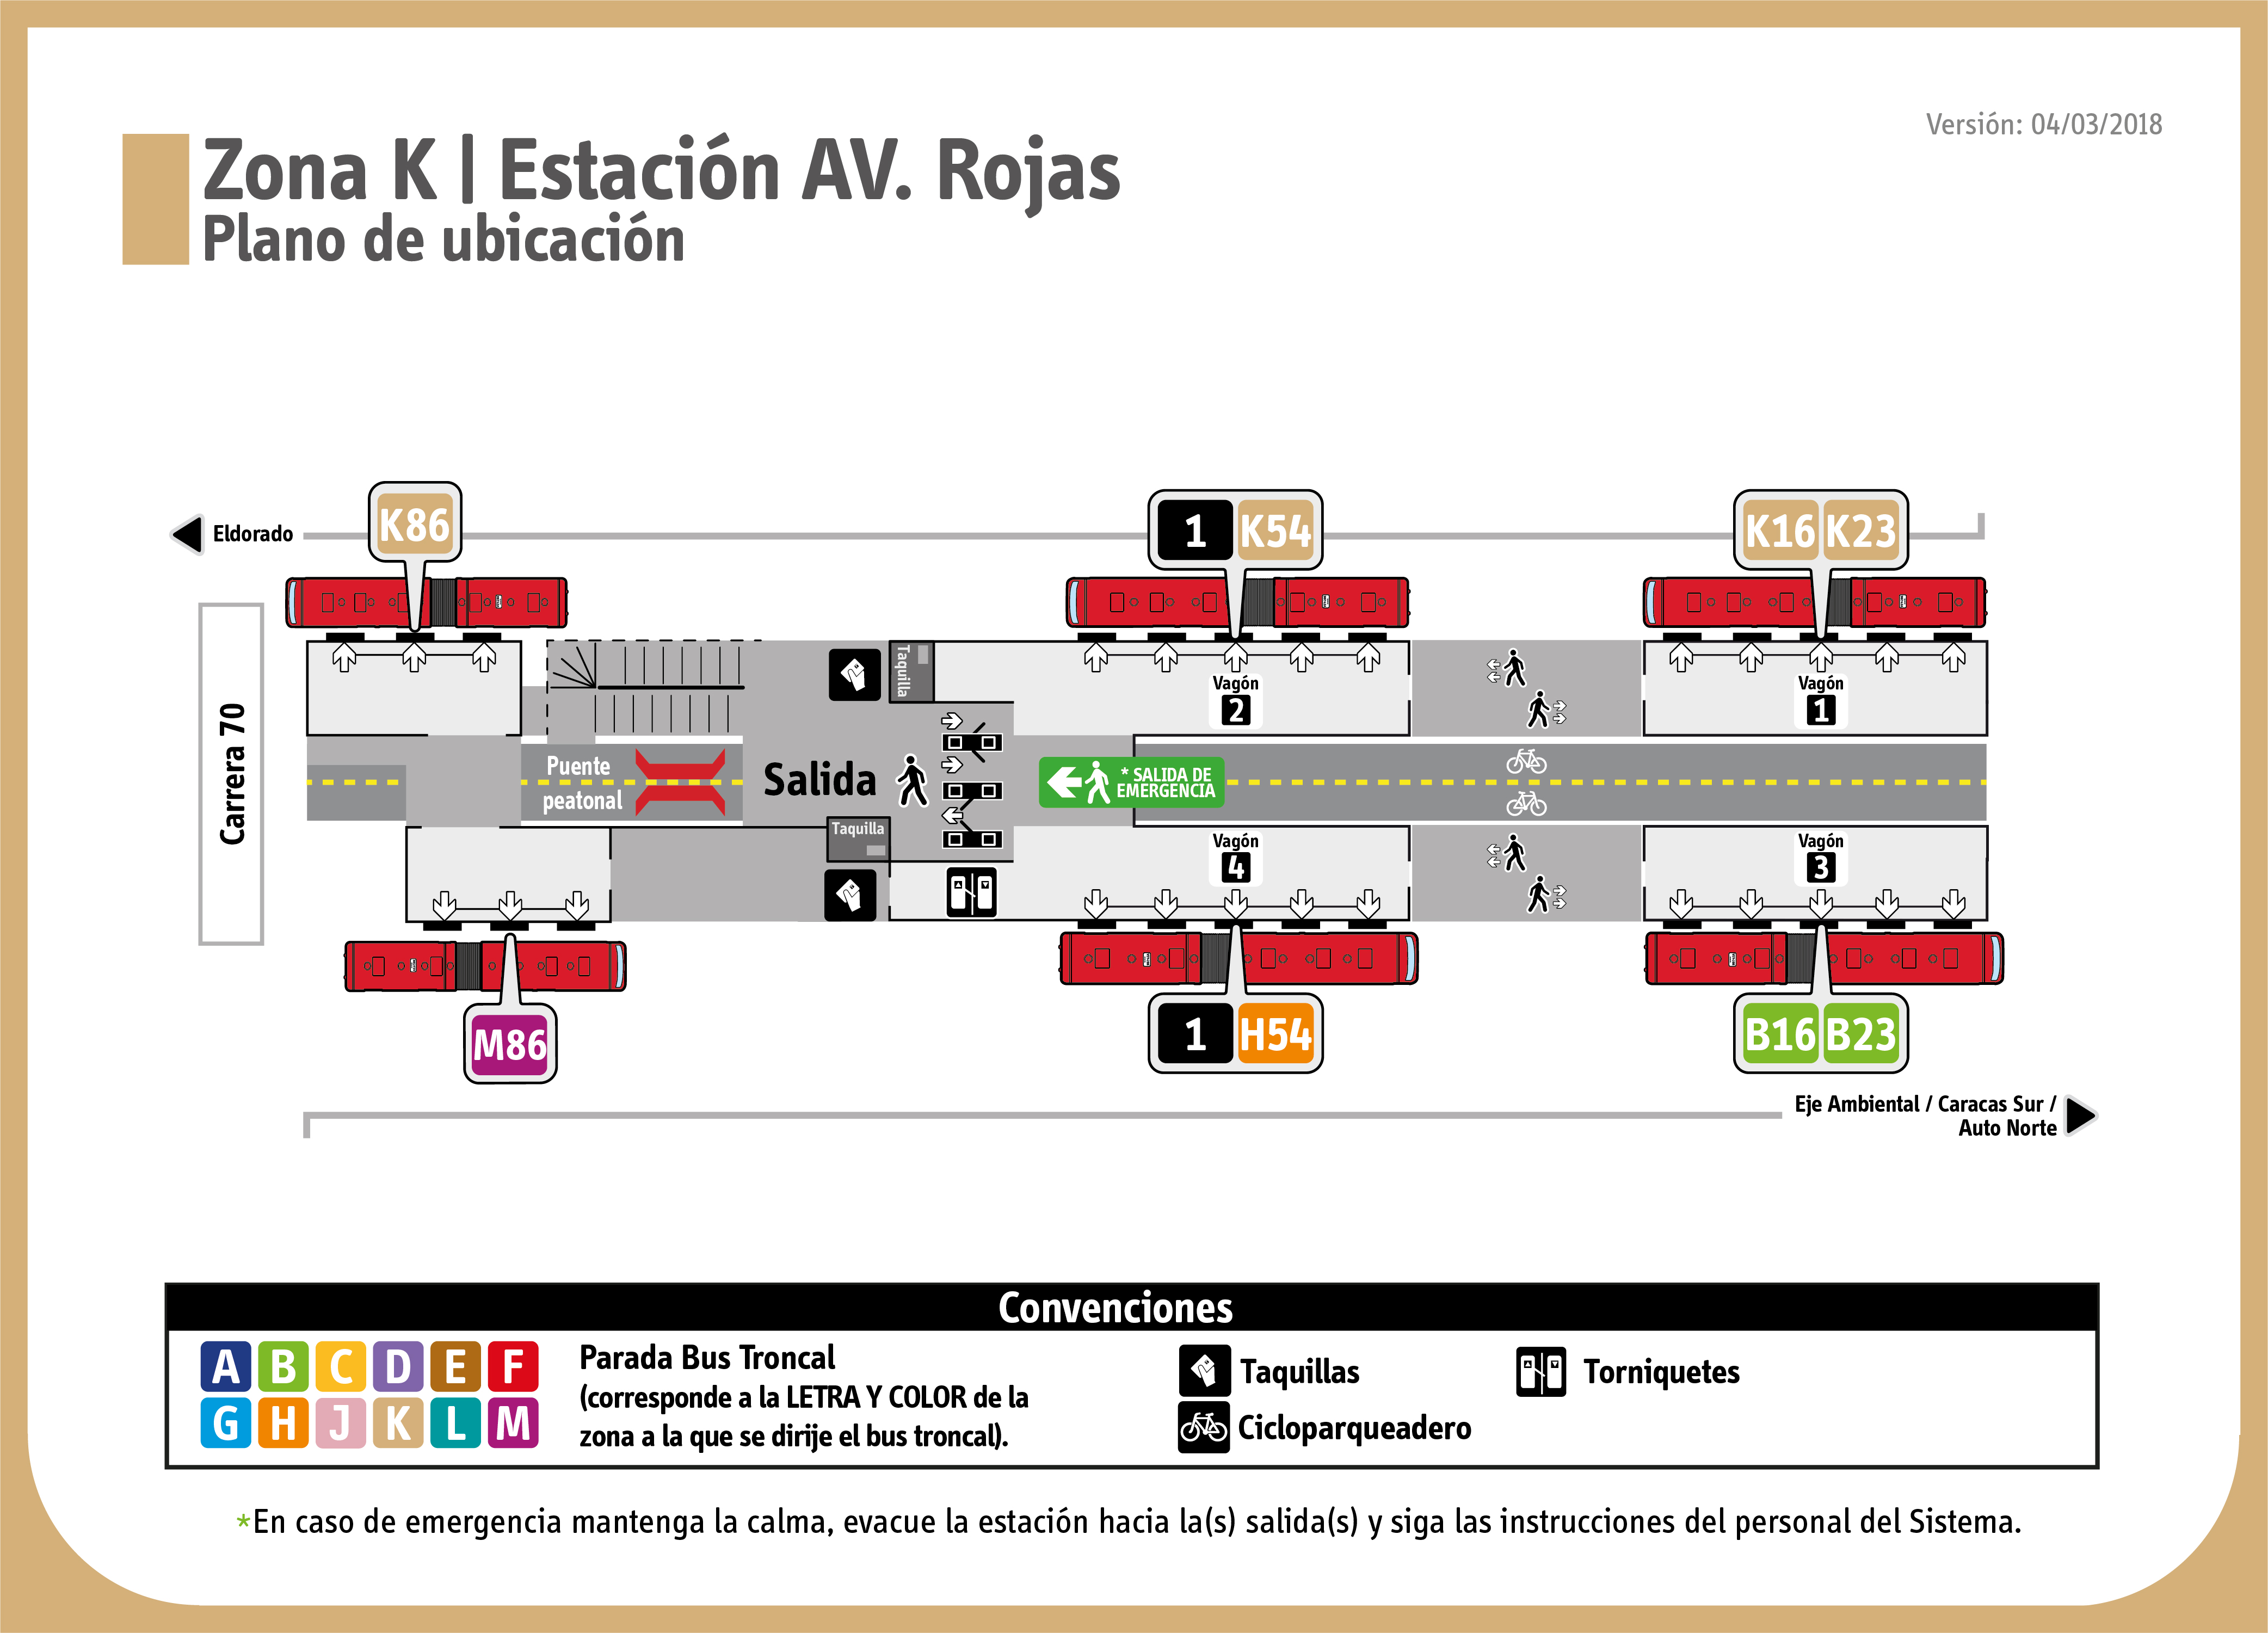 Versión: 04/03/2018
Zona K | Estación AV. Rojas
Plano de ubicación
Eldorado
K86
1 K54
K16 K23
Carrera 70
Taquilla
Vagón
2
Vagón
1
Puente
peatonal
Salida
* SALIDA DE
EMERGENCIA
Taquilla
Vagón
4
Vagón
3
M86
1 H54
B16 B23
Eje Ambiental / Caracas Sur /
Auto Norte
Convenciones
A B C D E F
G H J K L M
Parada Bus Troncal
(corresponde a la LETRA Y COLOR de la
zona a la que se dirije el bus troncal).
Taquillas
Torniquetes
Cicloparqueadero
*En caso de emergencia mantenga la calma, evacue la estación hacia la(s) salida(s) y siga las instrucciones del personal del Sistema.